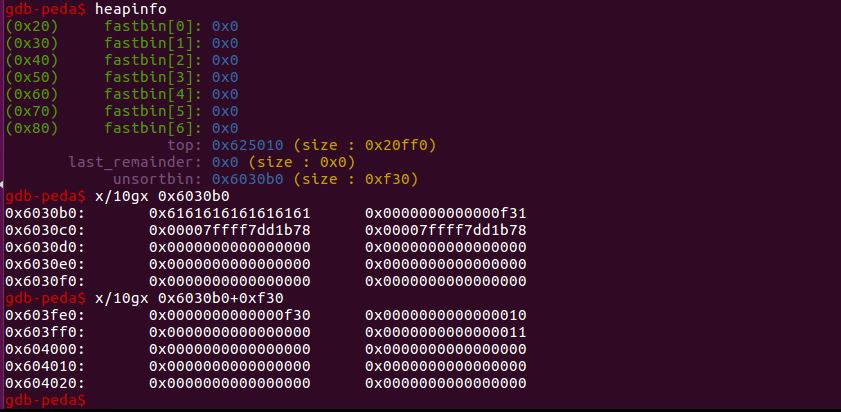 gdb-peda$ heapinfo
(0x20)     fastbin[0]: 0x0
(0x30)     fastbin[1]: 0x0
(0x40)     fastbin[2]: 0x0
(0x50)     fastbin[3]: 0x0
(0x60)     fastbin[4]: 0x0
(0x70)     fastbin[5]: 0x0
(0x80)     fastbin[6]: 0x0
top: 0x625010 (size : 0x20ff0)
last_remainder: 0x0 (size : 0x0)
unsortbin: 0x6030b0 (size : 0xf30)
gdb-peda$ x/10gx 0x6030b0
0x6030b0:       0x6161616161616161      0x0000000000000f31
0x6030c0:       0x00007ffff7dd1b78      0x00007ffff7dd1b78
0x6030d0:       0x0000000000000000      0x0000000000000000
0x6030e0:       0x0000000000000000      0x0000000000000000
0x6030f0:       0x0000000000000000      0x0000000000000000
gdb-peda$ x/10gx 0x6030b0+0xf30
0x603fe0:       0x0000000000000f30      0x0000000000000010
0x603ff0:       0x0000000000000000      0x0000000000000011
0x604000:       0x0000000000000000      0x0000000000000000
0x604010:       0x0000000000000000      0x0000000000000000
0x604020:       0x0000000000000000      0x0000000000000000
gdb-peda$